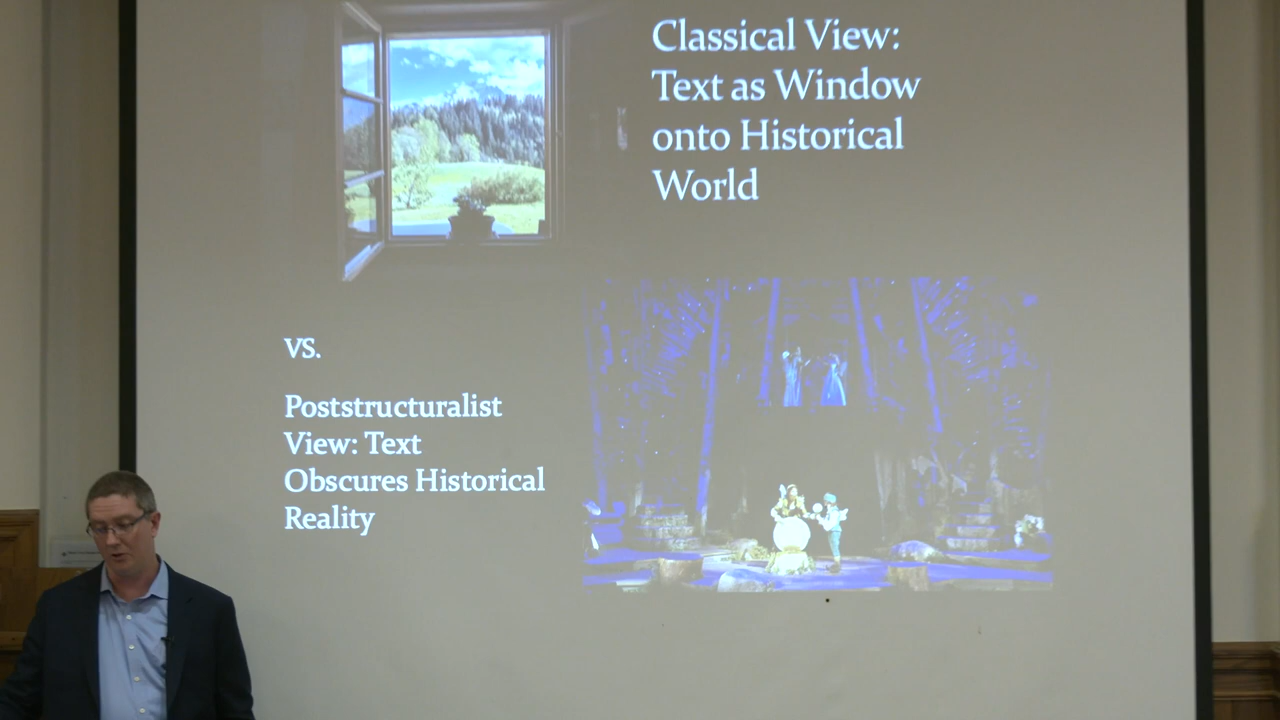 Classical View:
Text as Window
onto Historical
World
vs.
Poststructuralist
View: Text
Obscures Historical
Reality